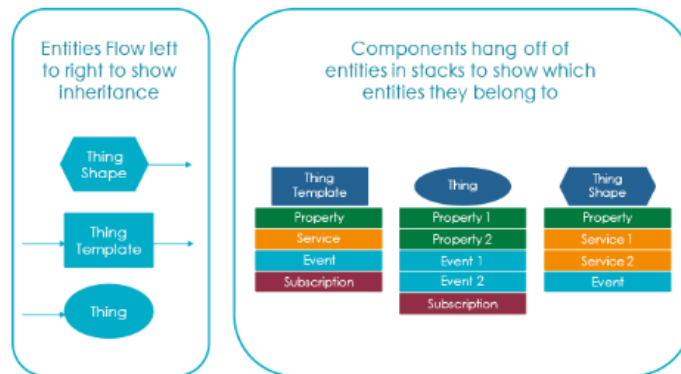 Entities Flow left
to right to show
inheritance
Thing
Shape
Thing
Template
Thing
Components hang off of
entities in stacks to show which
entities they belong to
Thing
Template
Property
Service
Event
Subscription
Thing
Property 1
Property 2
Event 1
Event 2
Subscription
Thing
Shape
Property
Service 1
Service 2
Event